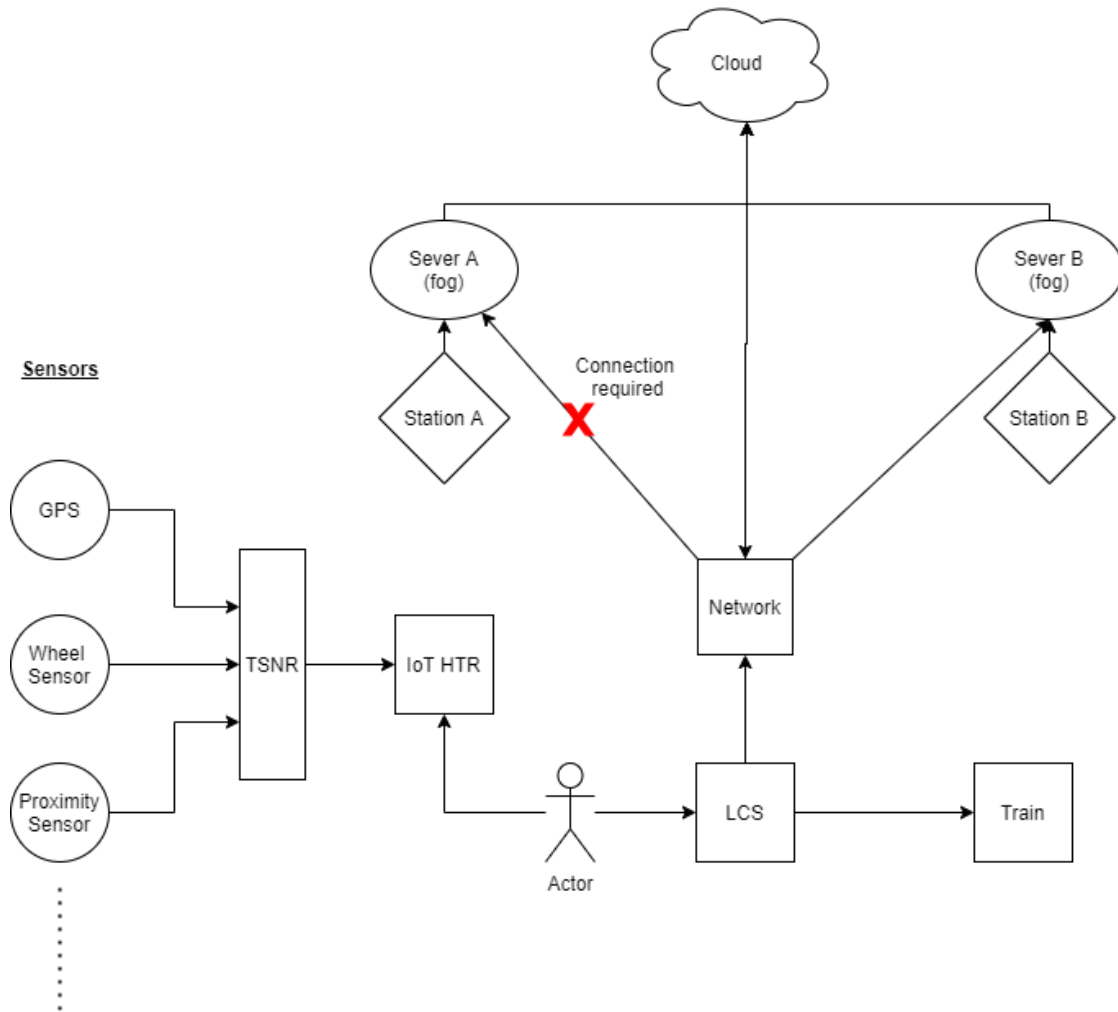 Cloud
Sever A
(fog)
Sever B
(fog)
Connection
required
X
Sensors
Station A
Station B
GPS
Network
Wheel
Sensor
TSNR
IoT HTR
Proximity
Sensor
LCS
Train
Actor